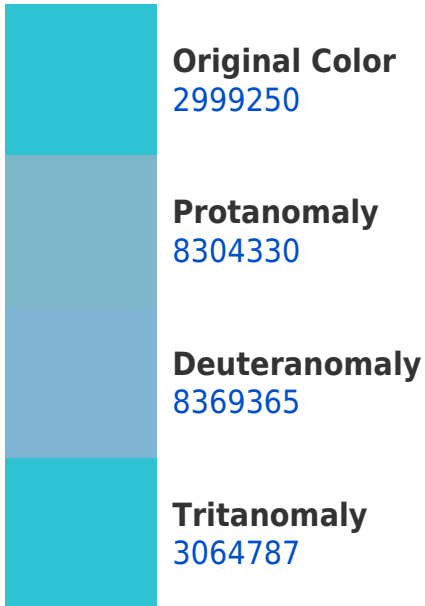 Original Color
2999250
Protanomaly
8304330
Deuteranomaly
8369365
Tritanomaly
3064787